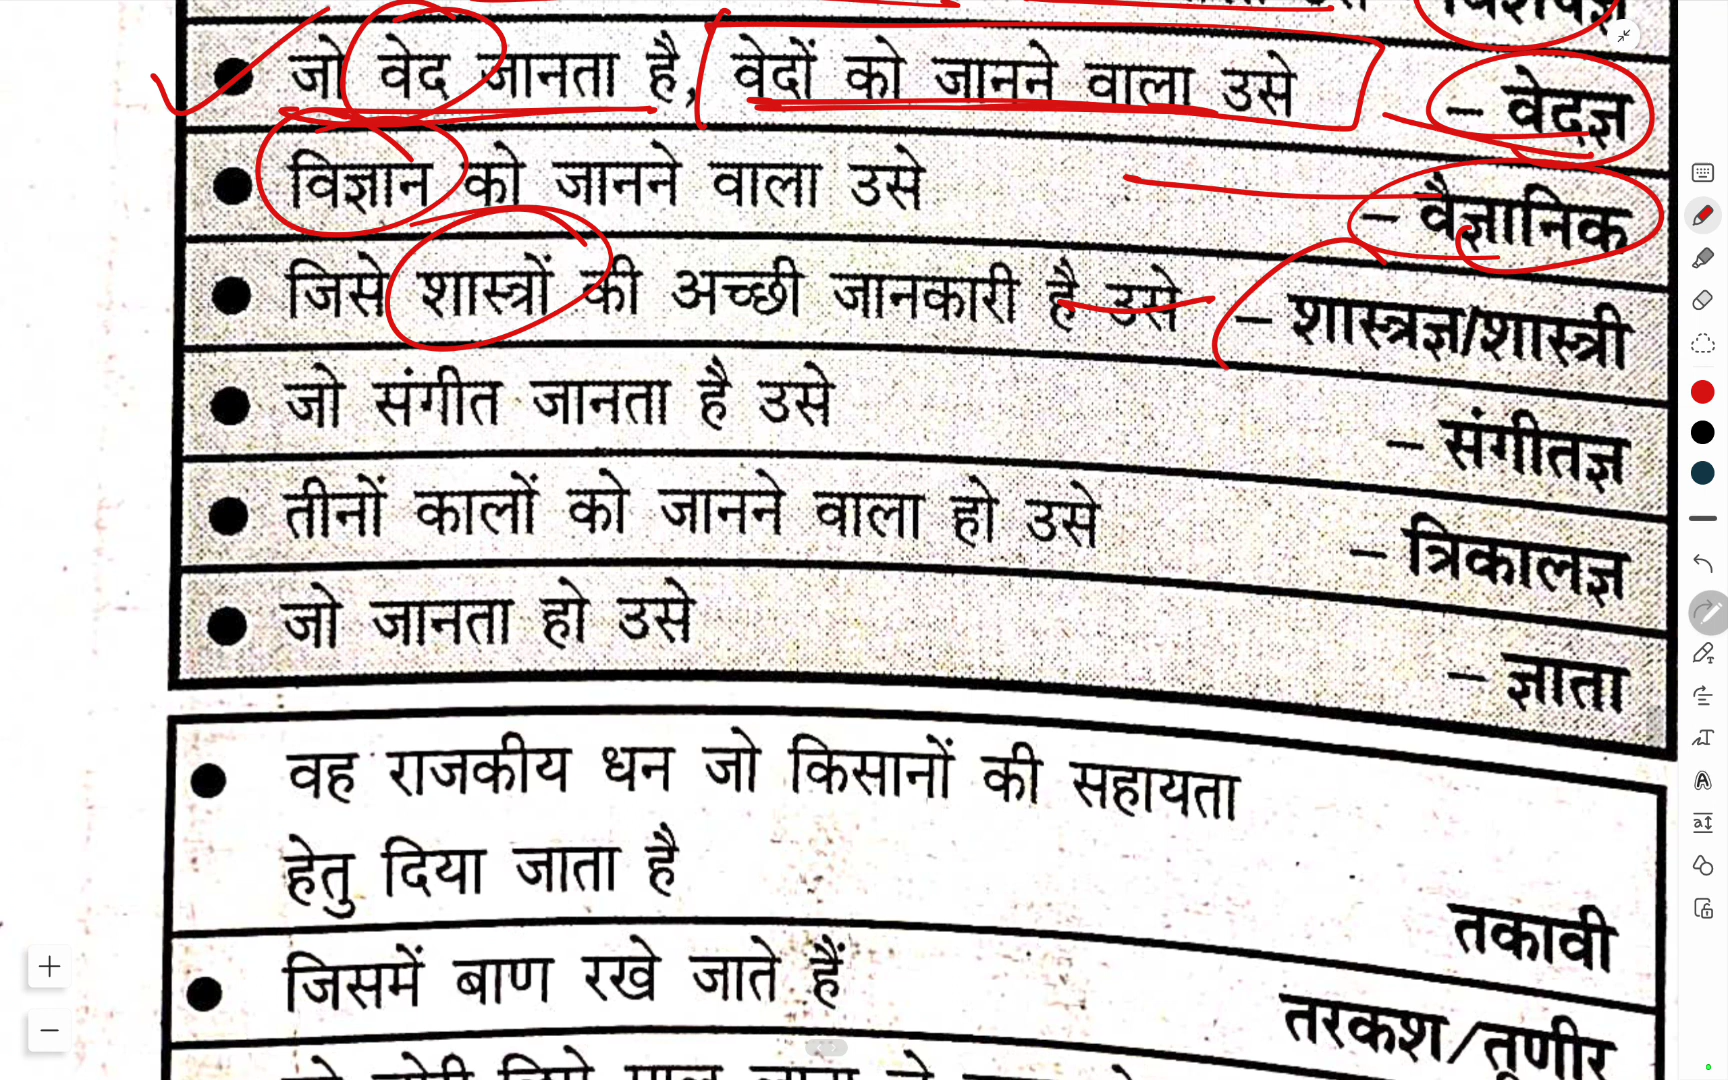 जो वेद जानता है, वेदों को जानने वाला उसे – वेदज्ञ
विज्ञान को जानने वाला उसे – वैज्ञानिक
जिसे शास्त्रों की अच्छी जानकारी है उसे – शास्त्रज्ञ/शास्त्री
जो संगीत जानता है उसे – संगीतज्ञ
तीनों कालों को जानने वाला हो उसे – त्रिकालज्ञ
जो जानता हो उसे – ज्ञाता
वह राजकीय धन जो किसानों की सहायता
हेतु दिया जाता है तकावी
जिसमें बाण रखे जाते हैं तरकश/तूणीर